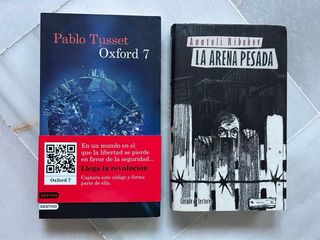 Pablo Tusset
Oxford 7
En un mundo en el
que la libertad se pierde
en favor de la seguridad...
Llega la revolución
Captura este código y forma
parte de ella.
Oxford 7
DESTINO
DESTINO
Anatoli Ribakov
LA ARENA PESADA
Círculo de Lectores